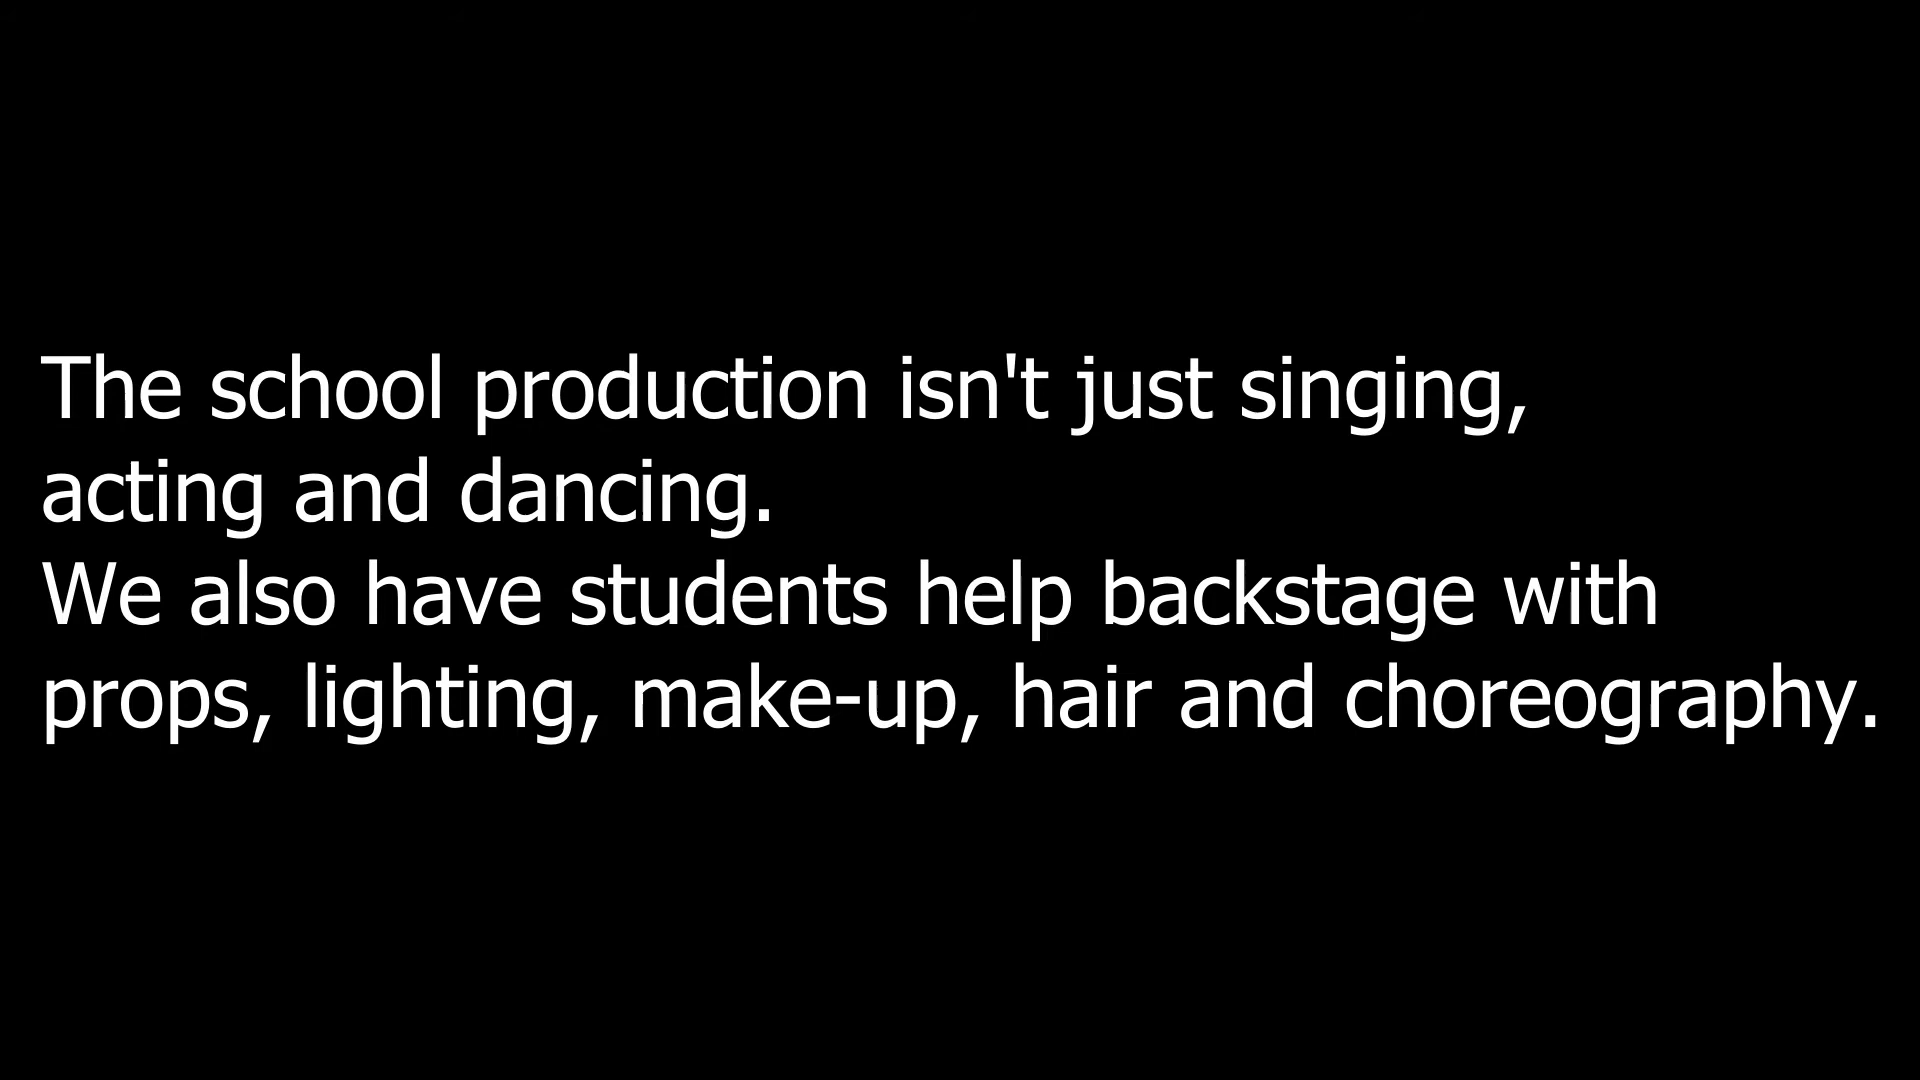 The school production isn't just singing,
acting and dancing.
We also have students help backstage with
props, lighting, make-up, hair and choreography.